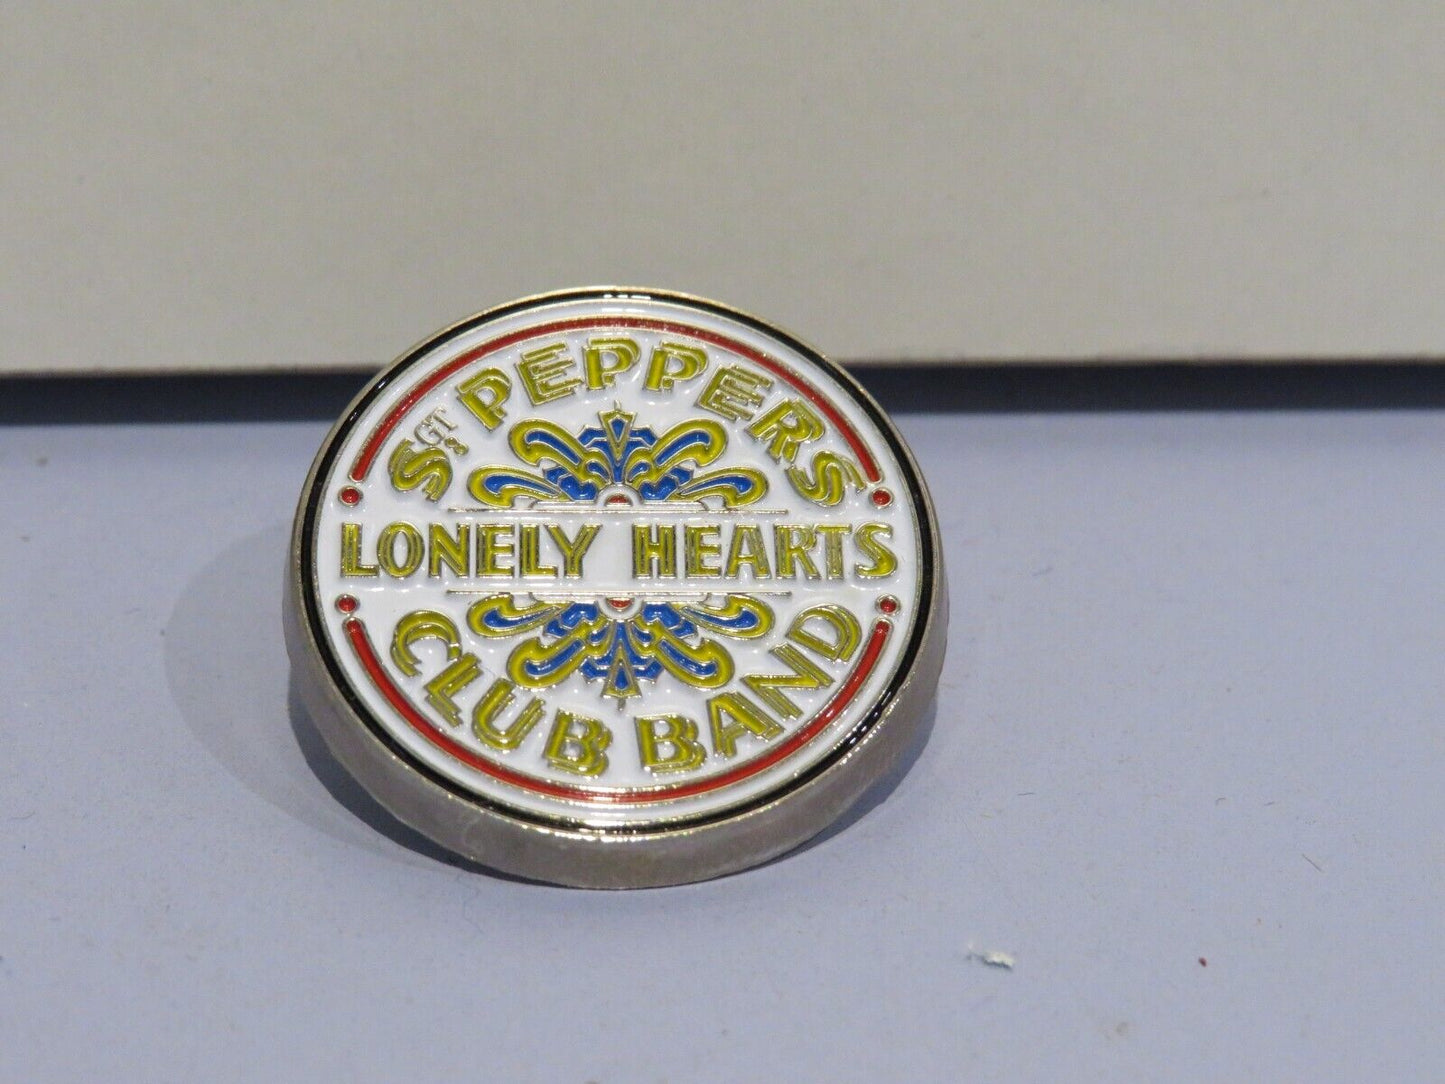 SGT. PEPPERS
LONELY HEARTS
CLUB BAND